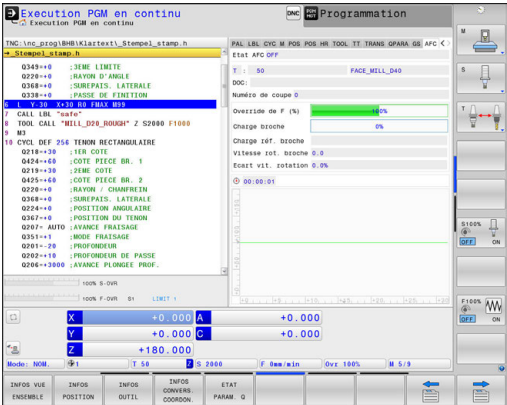 Execution PGM en continu
Execution PGM en continu
DNC
Programmation
TNC:\nc_prog\BHB\Klartext\_Stempel_stamp.h
→_Stempel_stamp.h
Q349=+0 ;3EME LIMITE
Q220=+0 ;RAYON D'ANGLE
Q368=+0 ;SUREPAIS. LATERALE
Q338=+0 ;PASSE DE FINITION
6 L Y-30 X+30 R0 FMAX M99
7 CALL LBL "safe"
8 TOOL CALL "MILL_D20_ROUGH" Z S2000 F1000
9 M3
10 CYCL DEF 256 TENON RECTANGULAIRE
Q218=+30 ;1ER COTE
Q424=+60 ;COTE PIECE BR. 1
Q219=+30 ;2EME COTE
Q425=+60 ;COTE PIECE BR. 2
Q220=+0 ;RAYON / CHANFREIN
Q368=+0 ;SUREPAIS. LATERALE
Q224=+0 ;POSITION ANGULAIRE
Q367=+0 ;POSITION DU TENON
Q207= AUTO ;AVANCE FRAISAGE
Q351=+1 ;MODE FRAISAGE
Q201=-20 ;PROFONDEUR
Q202=+10 ;PROFONDEUR DE PASSE
Q206=+3000 ;AVANCE PLONGEE PROF.
100% S-OVR
100% F-OVR S1 LIMIT 1
PAL LBL CYC M POS POS HR TOOL TT TRANS QPARA GS AFC < >
Etat AFC OFF
T : 50 FACE_MILL_D40
DOC:
Numéro de coupe 0
Override de F (%) 100%
Charge broche 0%
Charge réf. broche
Vitesse rot. broche 0.0
Ecart vit. rotation 0.0%
00:00:01
X +0.000 A +0.000
Y +0.000 C +0.000
Z +180.000
Mode: NOM. 1 T 50 Z S 2000 F 0mm/min Ovr 100% M 5/9
INFOS VUE ENSEMBLE
INFOS POSITION
INFOS OUTIL
INFOS CONVERS. COORDON.
ETAT PARAM. Q
M
S
T
S100%
OFF ON
F100%
OFF ON